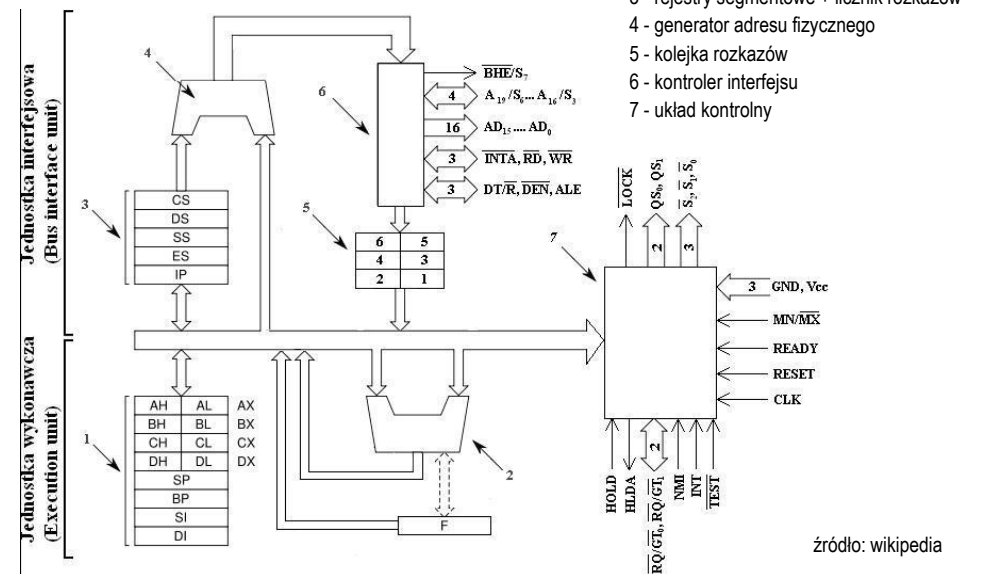 3 - rejestry segmentowe + licznik rozkazów
4 - generator adresu fizycznego
5 - kolejka rozkazów
6 - kontroler interfejsu
7 - układ kontrolny
Jednostka interfejsowa
(Bus interface unit)
4
6
BHE/S7
4 A19/S6... A16/S3
16 AD15.... AD0
3 INTA, RD, WR
3 DT/R, DEN, ALE
3
CS
DS
SS
ES
IP
5
6 5
4 3
2 1
7
LOCK
QS0, QS1
2
S2, S1, S0
3
3 GND, Vcc
MN/MX
READY
RESET
CLK
HOLD
HLDA
2
RQ/GT0, RQ/GT1
NMI
INT
TEST
Jednostka wykonawcza
(Execution unit)
1
AH AL AX
BH BL BX
CH CL CX
DH DL DX
SP
BP
SI
DI
2
F
źródło: wikipedia